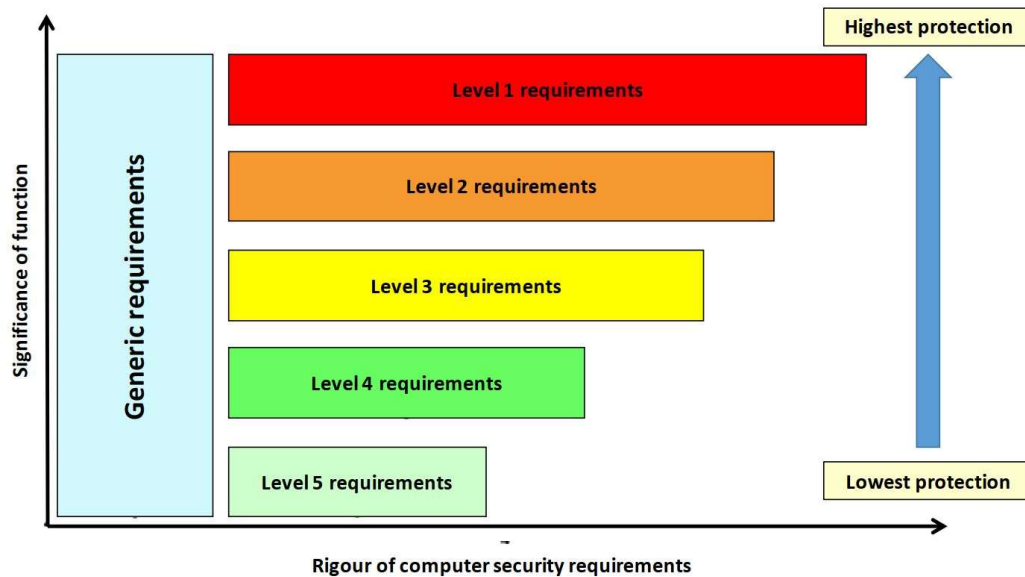 Highest protection
Level 1 requirements
Level 2 requirements
Level 3 requirements
Level 4 requirements
Level 5 requirements
Generic requirements
Significance of function
Lowest protection
Rigour of computer security requirements